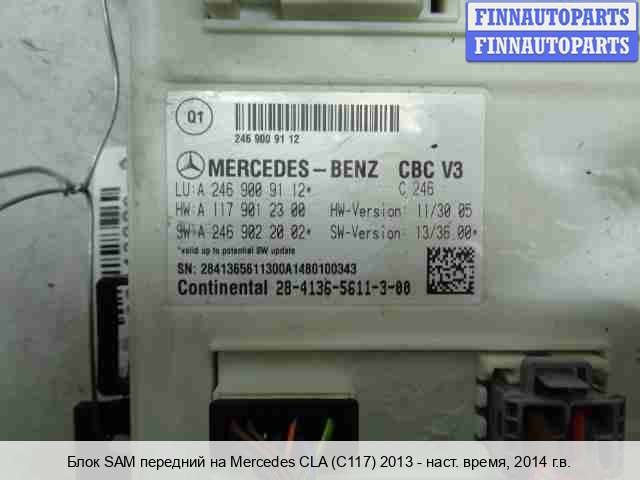 FINNAUTOPARTS
FINNAUTOPARTS
Q1
246 900 91 12
MERCEDES-BENZ CBC V3
LU:A 246 900 91 12* C 246
HW:A 117 901 23 00 HW-Version: 11/30.05
SW:A 246 902 20 02* SW-Version: 13/36.00*
*valid up to potential SW update
SN: 2841365611300A1480100343
Continental 28-4136-5611-3-00
Блок SAM передний на Mercedes CLA (C117) 2013 - наст. время, 2014 г.в.